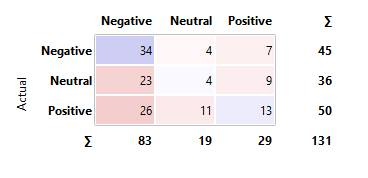 Negative Neutral Positive ∑
Negative 34 4 7 45
Neutral 23 4 9 36
Positive 26 11 13 50
∑ 83 19 29 131
Actual